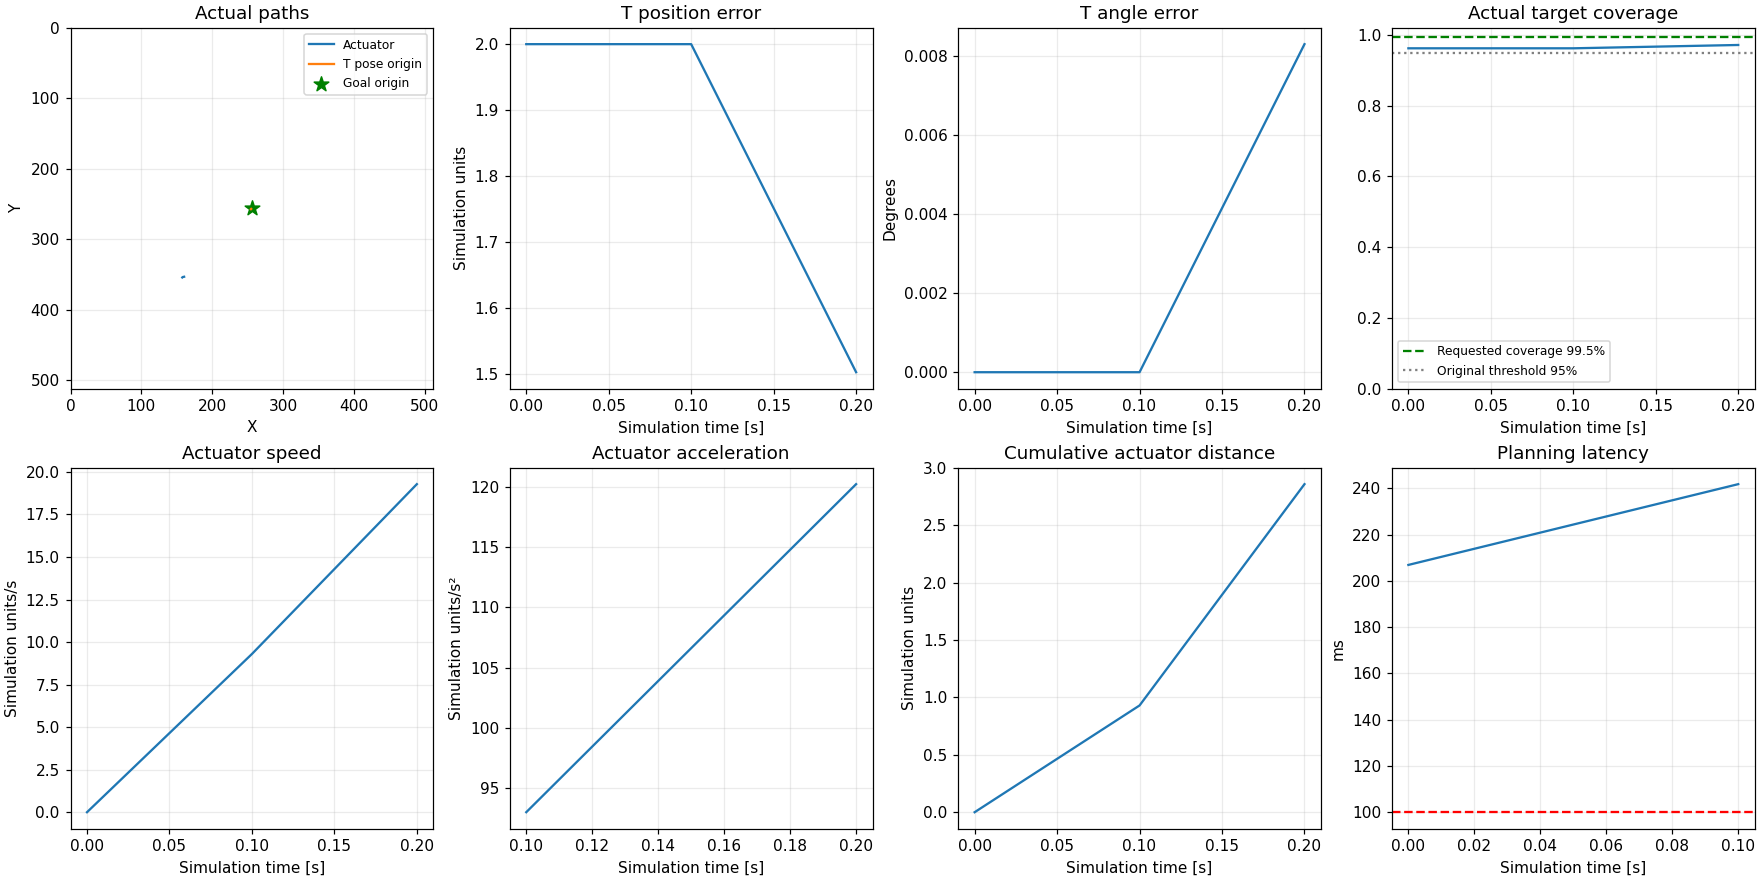 Actual paths
0
100
200
300
400
500
Y
Actuator
T pose origin
Goal origin
0 100 200 300 400 500
X
T position error
2.0
1.9
1.8
1.7
1.6
1.5
Simulation units
0.00 0.05 0.10 0.15 0.20
Simulation time [s]
T angle error
0.008
0.006
0.004
0.002
0.000
Degrees
0.00 0.05 0.10 0.15 0.20
Simulation time [s]
Actual target coverage
1.0
0.8
0.6
0.4
0.2
0.0
Requested coverage 99.5%
Original threshold 95%
0.00 0.05 0.10 0.15 0.20
Simulation time [s]
Actuator speed
20.0
17.5
15.0
12.5
10.0
7.5
5.0
2.5
0.0
Simulation units/s
0.00 0.05 0.10 0.15 0.20
Simulation time [s]
Actuator acceleration
120
115
110
105
100
95
Simulation units/s²
0.10 0.12 0.14 0.16 0.18 0.20
Simulation time [s]
Cumulative actuator distance
3.0
2.5
2.0
1.5
1.0
0.5
0.0
Simulation units
0.00 0.05 0.10 0.15 0.20
Simulation time [s]
Planning latency
240
220
200
180
160
140
120
100
ms
0.00 0.02 0.04 0.06 0.08 0.10
Simulation time [s]